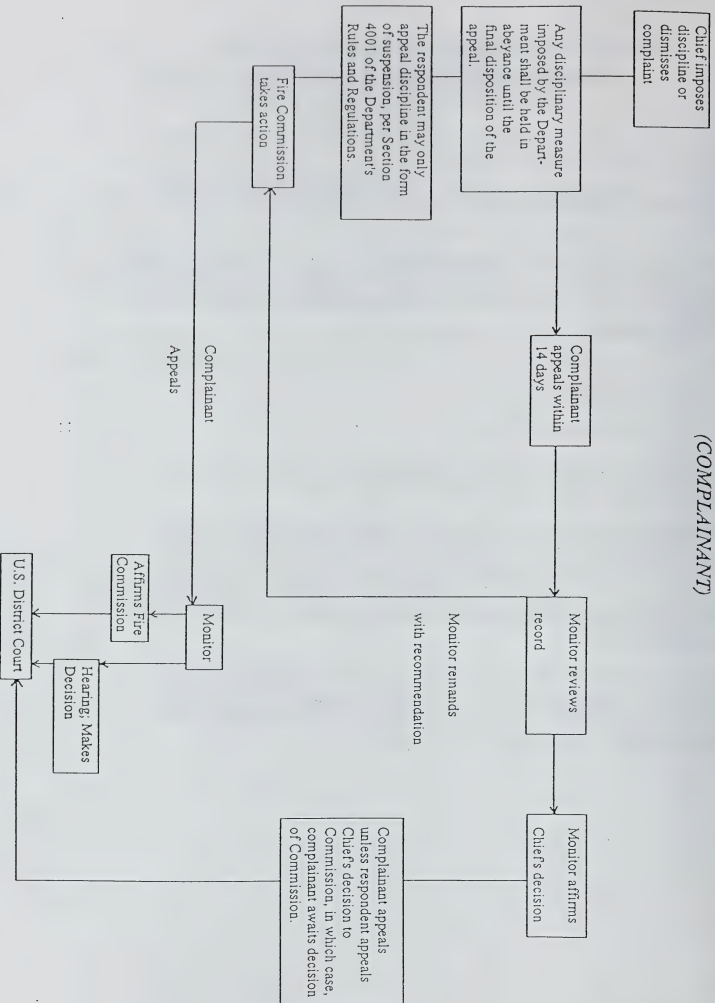 (COMPLAINANT)
Chief imposes
discipline or
dismisses
complaint
Any disciplinary measure
imposed by the Depart-
ment shall be held in
abeyance until the
final disposition of the
appeal.
The respondent may only
appeal discipline in the form
of suspension, per Section
4001 of the Department's
Rules and Regulations.
Fire Commission
takes action
Complainant
appeals within
14 days
Monitor reviews
record
Monitor affirms
Chief's decision
Monitor remands
with recommendation
Complainant
Appeals
Monitor
Affirms Fire
Commission
Hearing; Makes
Decision
U.S. District Court
Complainant appeals
unless respondent appeals
Chief's decision to
Commission, in which case,
complainant awaits decision
of Commission.